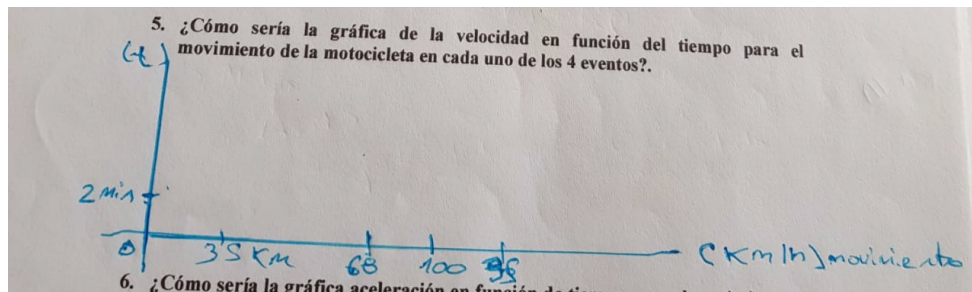 5. ¿Cómo sería la gráfica de la velocidad en función del tiempo para el
movimiento de la motocicleta en cada uno de los 4 eventos?.
(t)
2 min
0 35 Km 68 100 (Km/h) movimiento
6. ¿Cómo sería la gráfica aceleración en función de